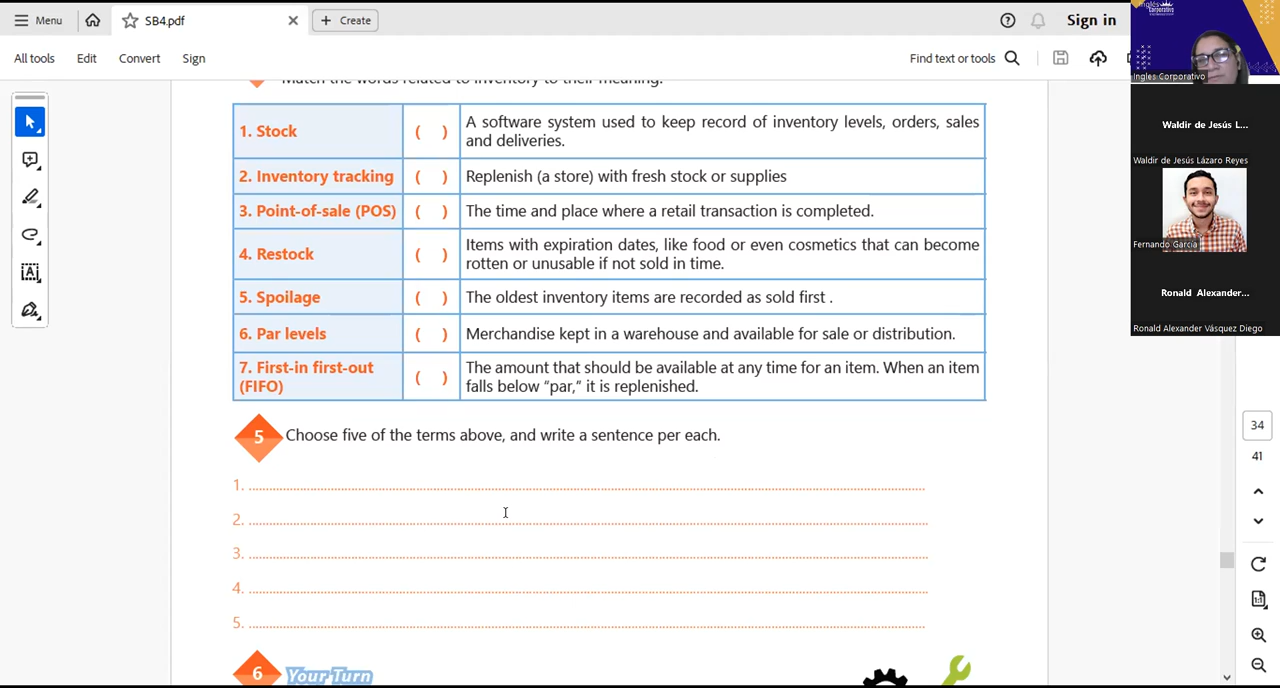 Menu
SB4.pdf
Create
Sign in
All tools
Edit
Convert
Sign
Find text or tools
Match the words related to inventory to their meaning.
1. Stock ( ) A software system used to keep record of inventory levels, orders, sales
and deliveries.
2. Inventory tracking ( ) Replenish (a store) with fresh stock or supplies
3. Point-of-sale (POS) ( ) The time and place where a retail transaction is completed.
4. Restock ( ) Items with expiration dates, like food or even cosmetics that can become
rotten or unusable if not sold in time.
5. Spoilage ( ) The oldest inventory items are recorded as sold first .
6. Par levels ( ) Merchandise kept in a warehouse and available for sale or distribution.
7. First-in first-out
(FIFO)
( ) The amount that should be available at any time for an item. When an item
falls below “par,” it is replenished.
5 Choose five of the terms above, and write a sentence per each.
1.
2.
3.
4.
5.
6 Your Turn
Inglés
Corporativo
Ingles Corporativo
Waldir de Jesús L...
Waldir de Jesús Lázaro Reyes
Fernando García
Ronald Alexander...
Ronald Alexander Vásquez Diego
34
41